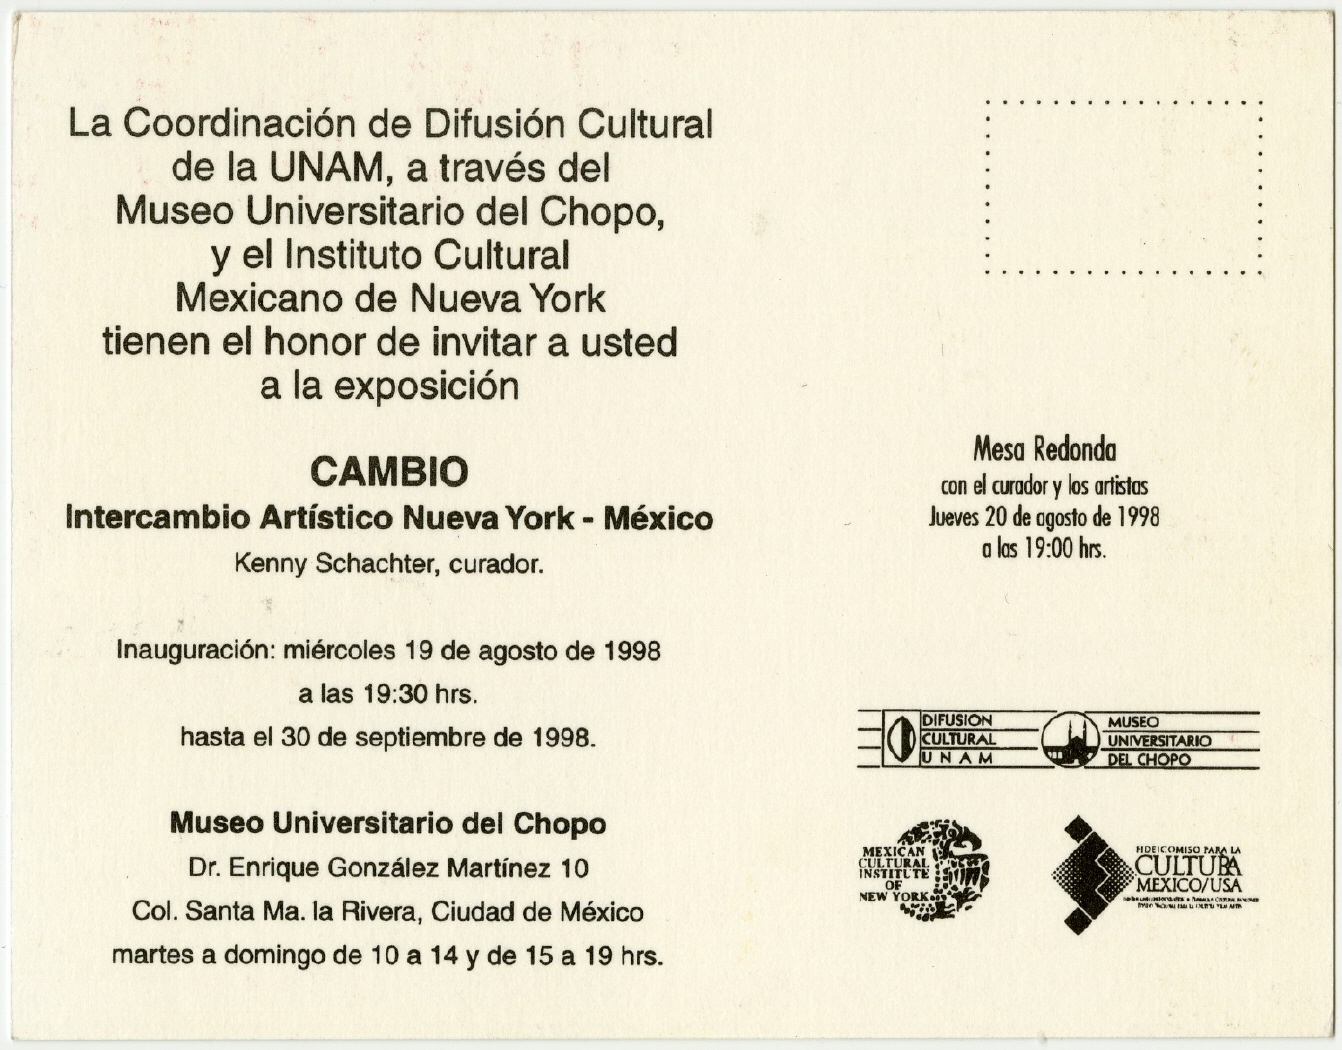 La Coordinación de Difusión Cultural
de la UNAM, a través del
Museo Universitario del Chopo,
y el Instituto Cultural
Mexicano de Nueva York
tienen el honor de invitar a usted
a la exposición
CAMBIO
Intercambio Artístico Nueva York - México
Kenny Schachter, curador.
Inauguración: miércoles 19 de agosto de 1998
a las 19:30 hrs.
hasta el 30 de septiembre de 1998.
Museo Universitario del Chopo
Dr. Enrique González Martínez 10
Col. Santa Ma. la Rivera, Ciudad de México
martes a domingo de 10 a 14 y de 15 a 19 hrs.
Mesa Redonda
con el curador y los artistas
Jueves 20 de agosto de 1998
a las 19:00 hrs.
DIFUSION
CULTURAL
UNAM
MUSEO
UNIVERSITARIO
DEL CHOPO
MEXICAN
CULTURAL
INSTITUTE
OF
NEW YORK
FIDEICOMISO PARA LA
CULTURA
MEXICO/USA